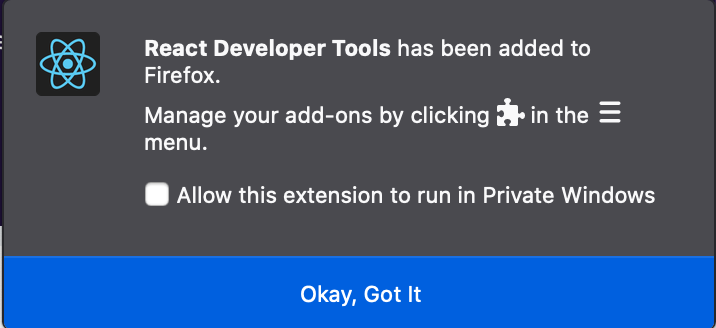 React Developer Tools has been added to
Firefox.
Manage your add-ons by clicking in the
menu.
Allow this extension to run in Private Windows
Okay, Got It